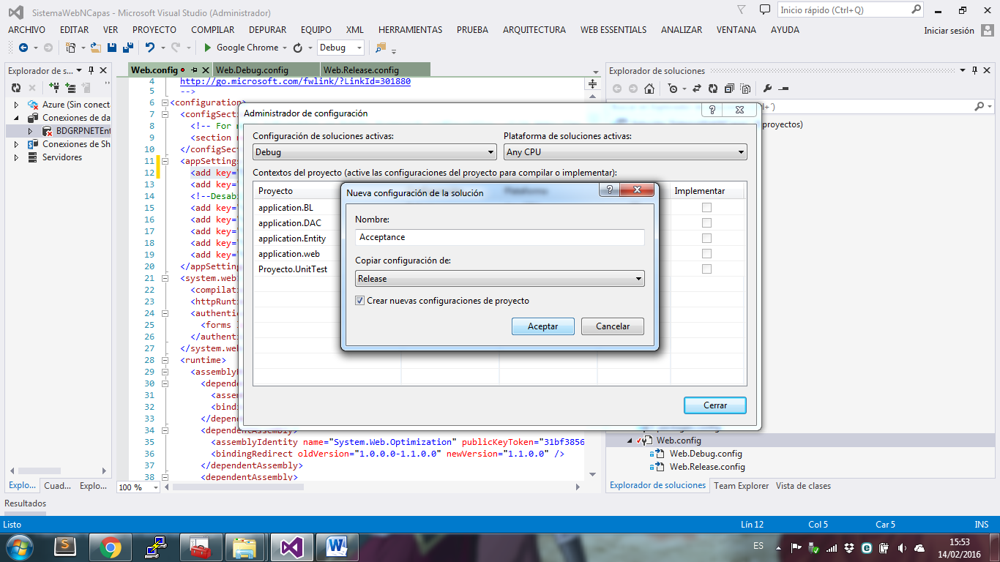 SistemaWebNCapas - Microsoft Visual Studio (Administrador)
Inicio rápido (Ctrl+Q)
ARCHIVO EDITAR VER PROYECTO COMPILAR DEPURAR EQUIPO XML HERRAMIENTAS PRUEBA ARQUITECTURA WEB ESSENTIALS ANALIZAR VENTANA AYUDA
Iniciar sesión
Google Chrome Debug
Explorador de s...
Web.config Web.Debug.config Web.Release.config
Explorador de soluciones
Azure (Sin conect
Conexiones de da
BDGRPNETEnt
Conexiones de Sh
Servidores
4 http://go.microsoft.com/fwlink/?LinkId=301880
5 -->
6 <configuration>
7 <configSect
8 <!-- For
9 <section
10 </configSec
11 <appSettings
12 <add key=
13 <add key=
14 <!--Desab
15 <add key=
16 <add key=
17 <add key=
18 <add key=
19 <add key=
20 </appSetting
21 <system.web
22 <compilat
23 <httpRunt
24 <authentic
25 <forms
26 </authenti
27 </system.web
28 <runtime>
29 <assemblyB
30 <depende
31 <assem
32 <bindin
33 </depende
34 <dependentAssembly>
35 <assemblyIdentity name="System.Web.Optimization" publicKeyToken="31bf3856
36 <bindingRedirect oldVersion="1.0.0.0-1.1.0.0" newVersion="1.1.0.0" />
37 </dependentAssembly>
38 <dependentAssembly>
100 %
Administrador de configuración
Configuración de soluciones activas:
Plataforma de soluciones activas:
Debug
Any CPU
Contextos del proyecto (active las configuraciones del proyecto para compilar o implementar):
Proyecto
Implementar
application.BL
application.DAC
application.Entity
application.web
Proyecto.UnitTest
Cerrar
Nueva configuración de la solución
Nombre:
Acceptance
Copiar configuración de:
Release
Crear nuevas configuraciones de proyecto
Aceptar
Cancelar
proyectos)
Web.config
Web.Debug.config
Web.Release.config
Explo... Cuad... Explo...
Explorador de soluciones Team Explorer Vista de clases
Resultados
Listo
Lín 12 Col 5 Car 5 INS
ES
15:53
14/02/2016